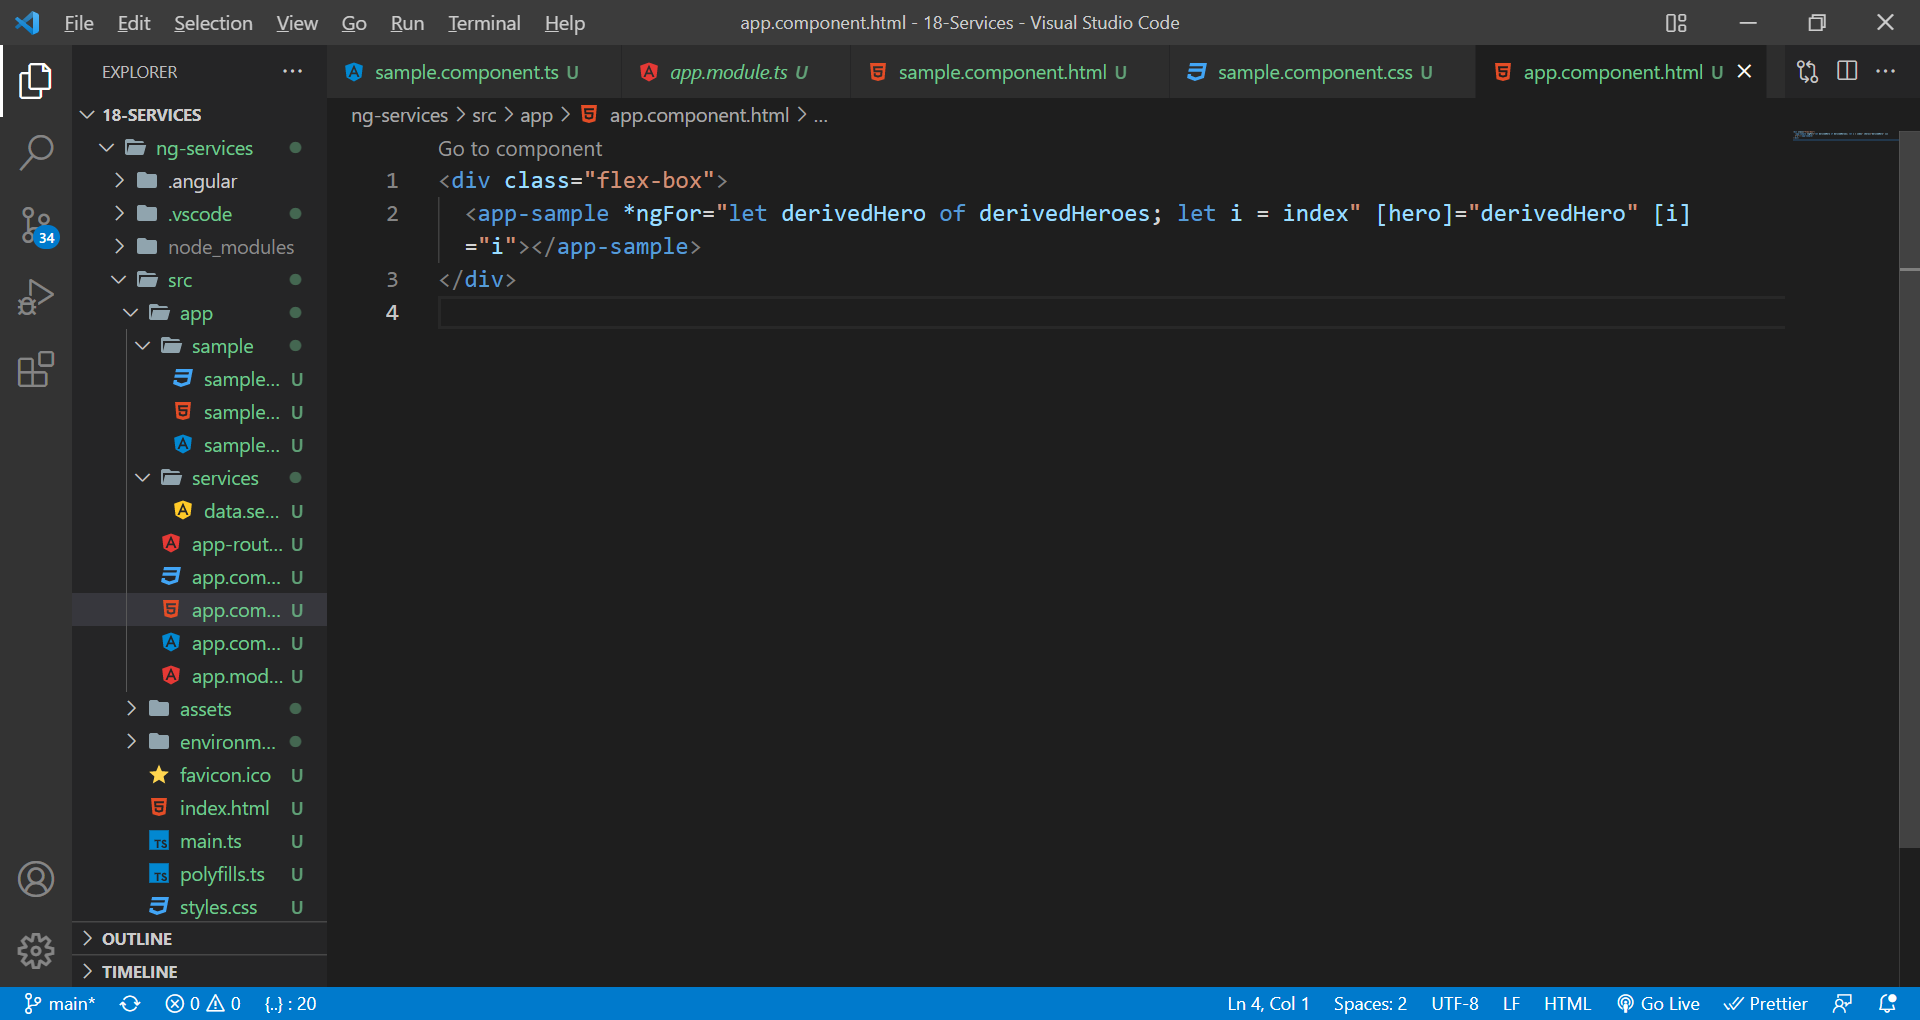 File Edit Selection View Go Run Terminal Help
app.component.html - 18-Services - Visual Studio Code
EXPLORER
sample.component.ts U
app.module.ts U
sample.component.html U
sample.component.css U
app.component.html U
18-SERVICES
ng-services
.angular
.vscode
node_modules
src
app
sample
sample... U
sample... U
sample... U
services
data.se... U
app-rout... U
app.com... U
app.com... U
app.com... U
app.mod... U
assets
environm...
favicon.ico U
index.html U
main.ts U
polyfills.ts U
styles.css U
OUTLINE
TIMELINE
34
ng-services > src > app > app.component.html > ...
Go to component
1 <div class="flex-box">
2 <app-sample *ngFor="let derivedHero of derivedHeroes; let i = index" [hero]="derivedHero" [i]
="i"></app-sample>
3 </div>
4
main* 0 0 {..} : 20
Ln 4, Col 1 Spaces: 2 UTF-8 LF HTML Go Live Prettier